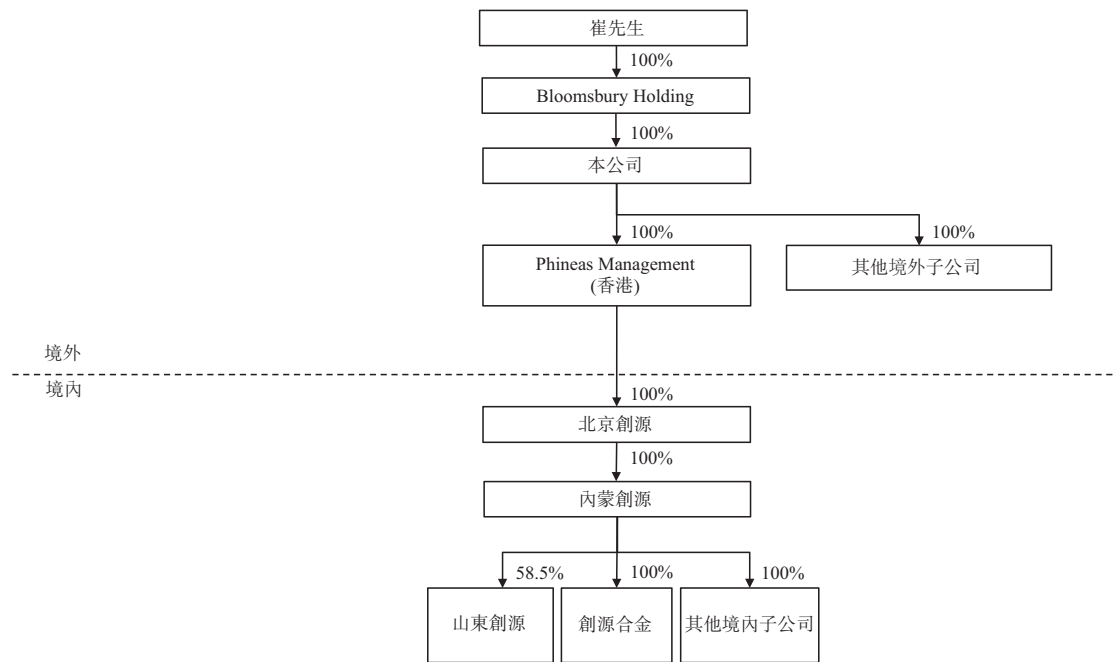 崔先生
100%
Bloomsbury Holding
100%
本公司
100%
100%
Phineas Management
(香港)
其他境外子公司
境外
境內
100%
北京創源
100%
內蒙創源
58.5%
100%
100%
山東創源
創源合金
其他境內子公司